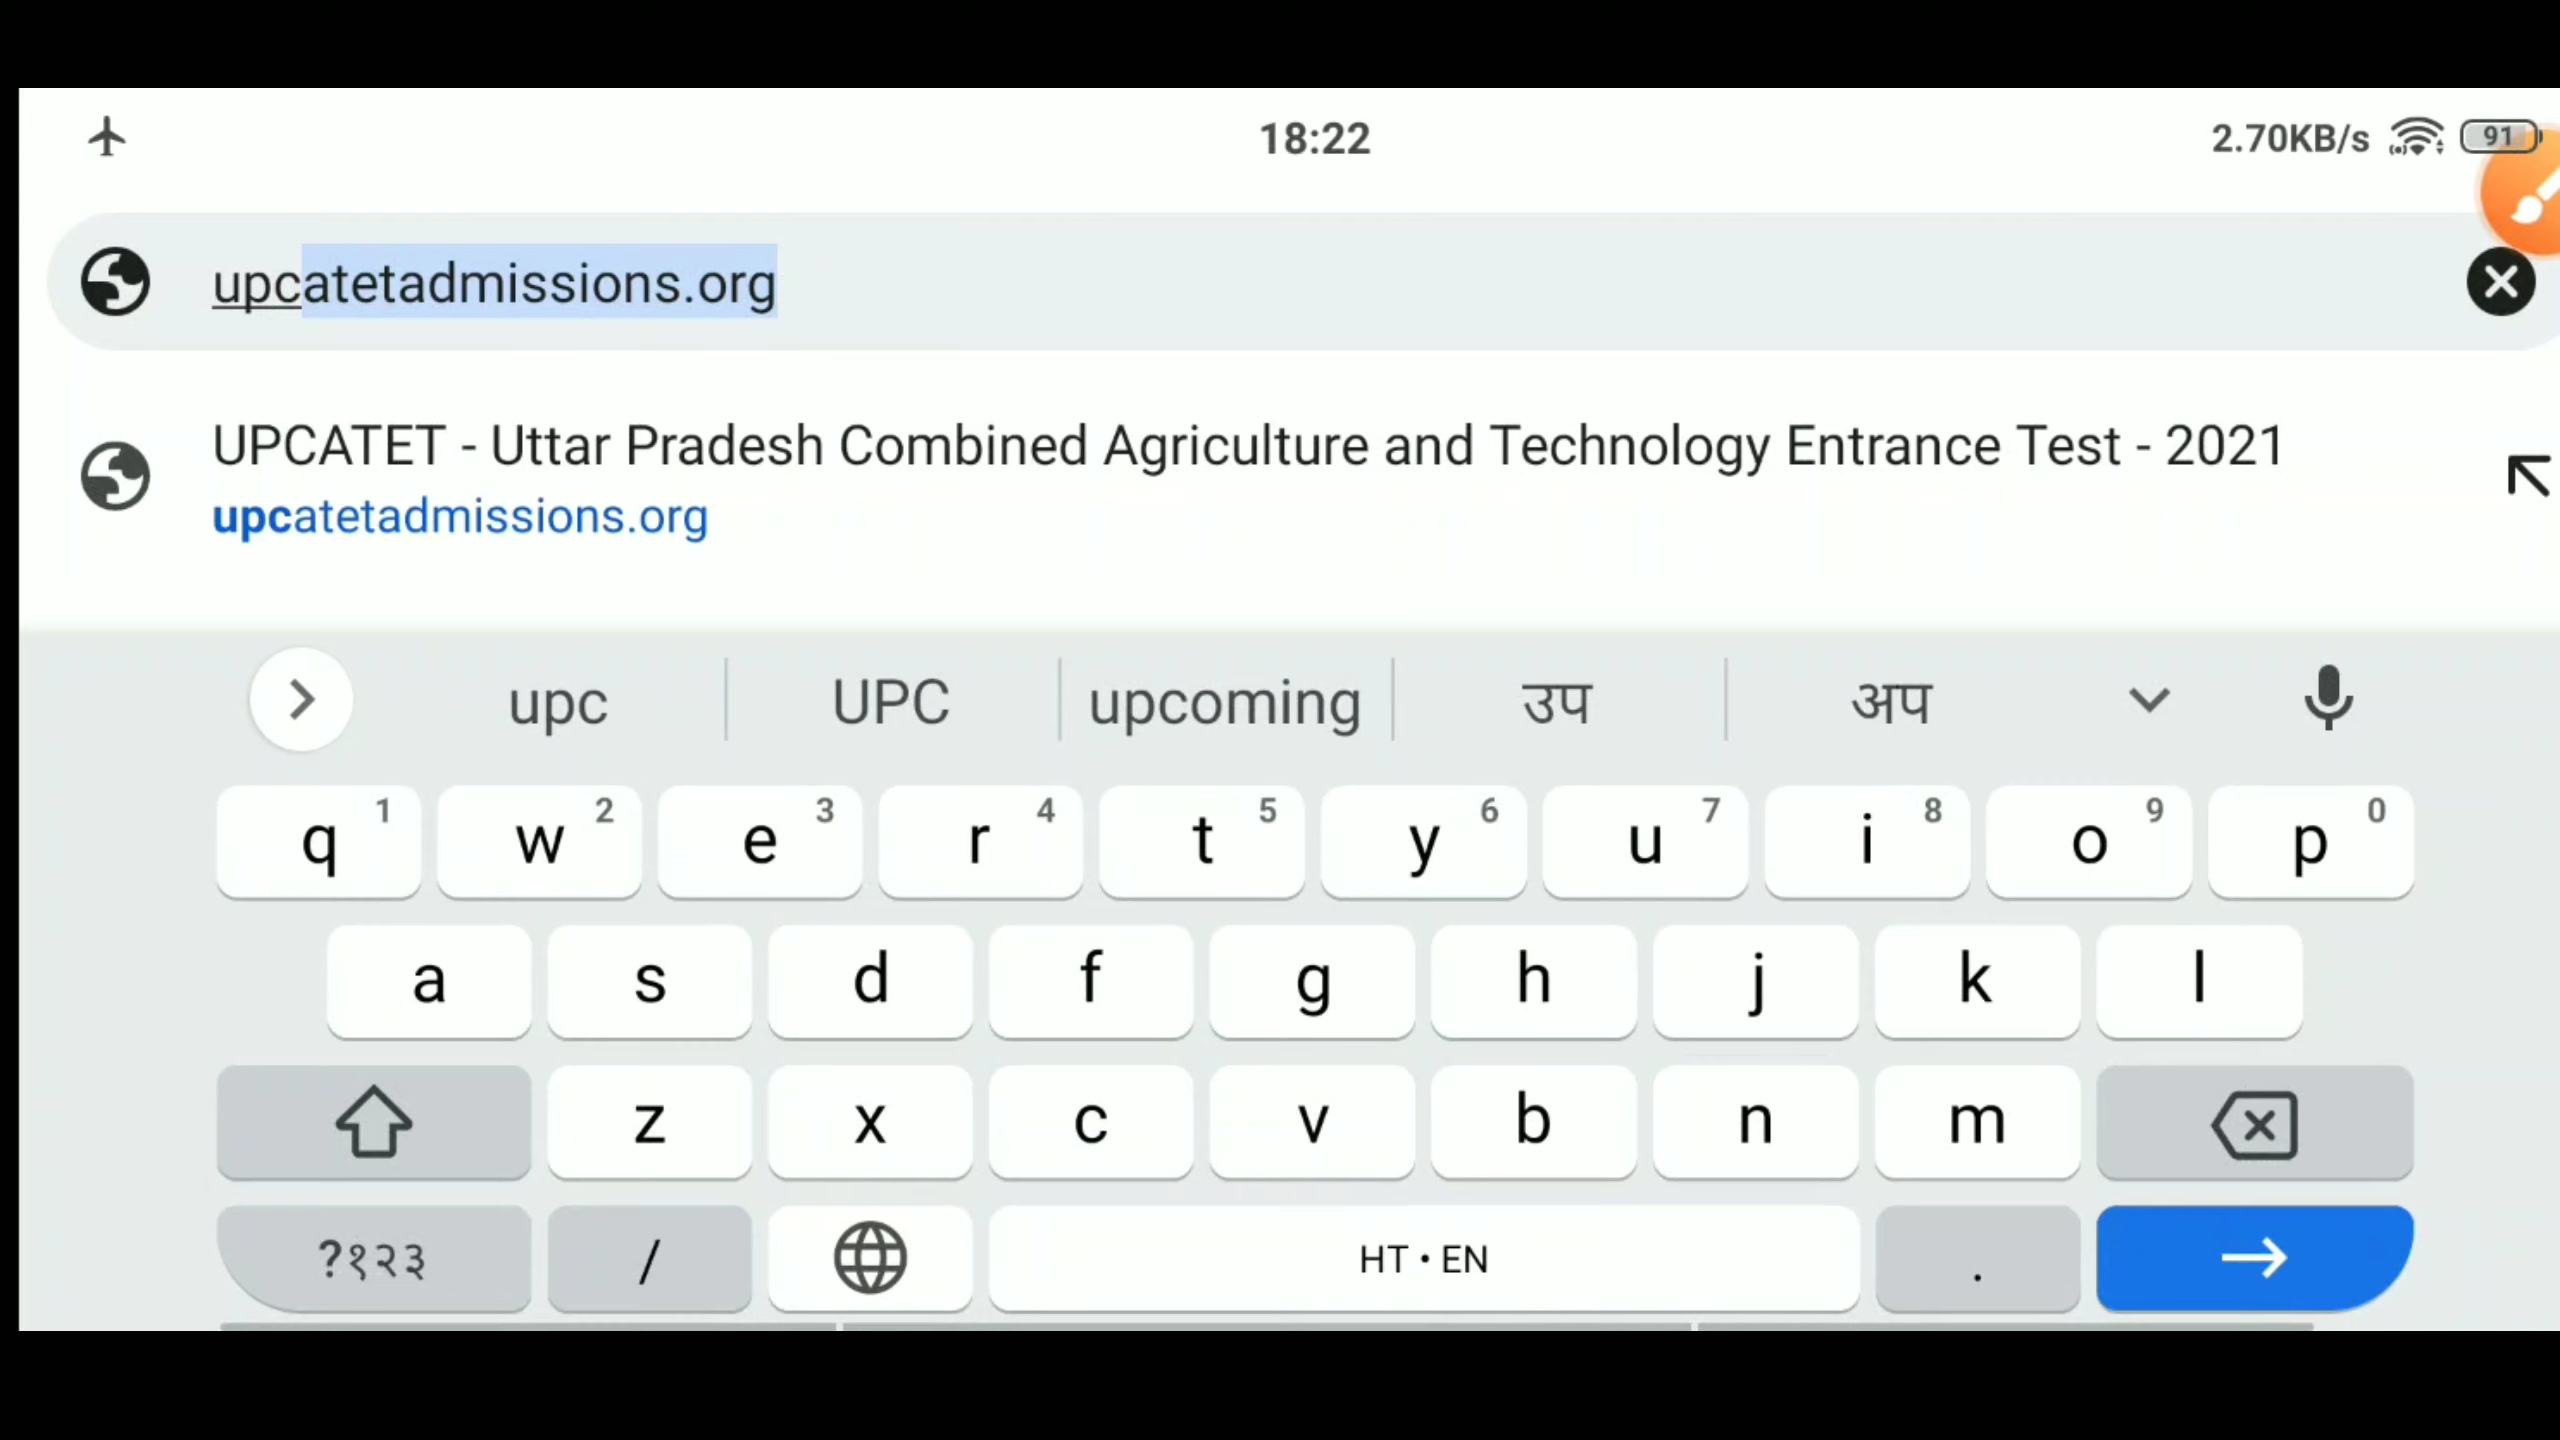 18:22
2.70KB/s 91
upcatetadmissions.org
UPCATET - Uttar Pradesh Combined Agriculture and Technology Entrance Test - 2021
upcatetadmissions.org
upc UPC upcoming उप अप
q 1 w 2 e 3 r 4 t 5 y 6 u 7 i 8 o 9 p 0
a s d f g h j k l
z x c v b n m
?१२३ / HT • EN .